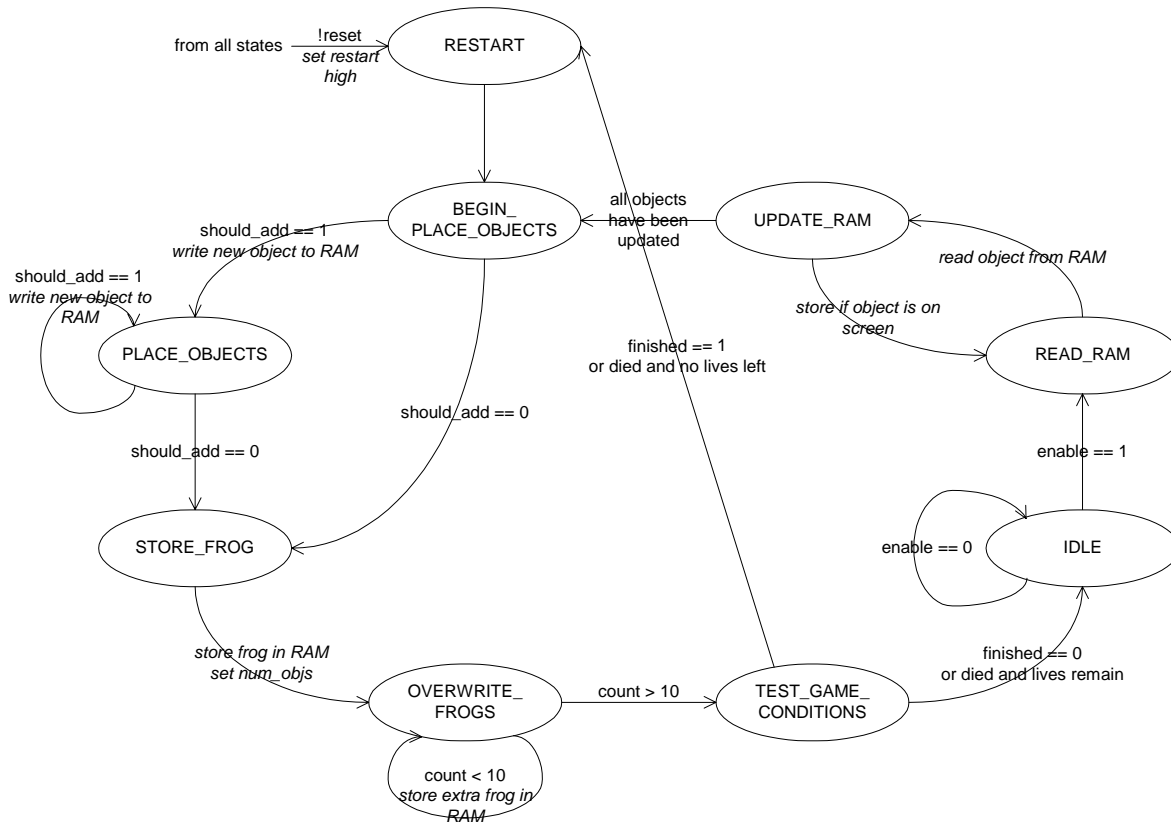 from all states
!reset
set restart
high
RESTART
BEGIN_
PLACE_OBJECTS
all objects
have been
updated
UPDATE_RAM
should_add == 1
write new object to RAM
read object from RAM
should_add == 1
write new object to
RAM
store if object is on
screen
PLACE_OBJECTS
finished == 1
or died and no lives left
READ_RAM
should_add == 0
should_add == 0
enable == 1
STORE_FROG
enable == 0
IDLE
store frog in RAM
set num_objs
finished == 0
or died and lives remain
OVERWRITE_
FROGS
count > 10
TEST_GAME_
CONDITIONS
count < 10
store extra frog in
RAM